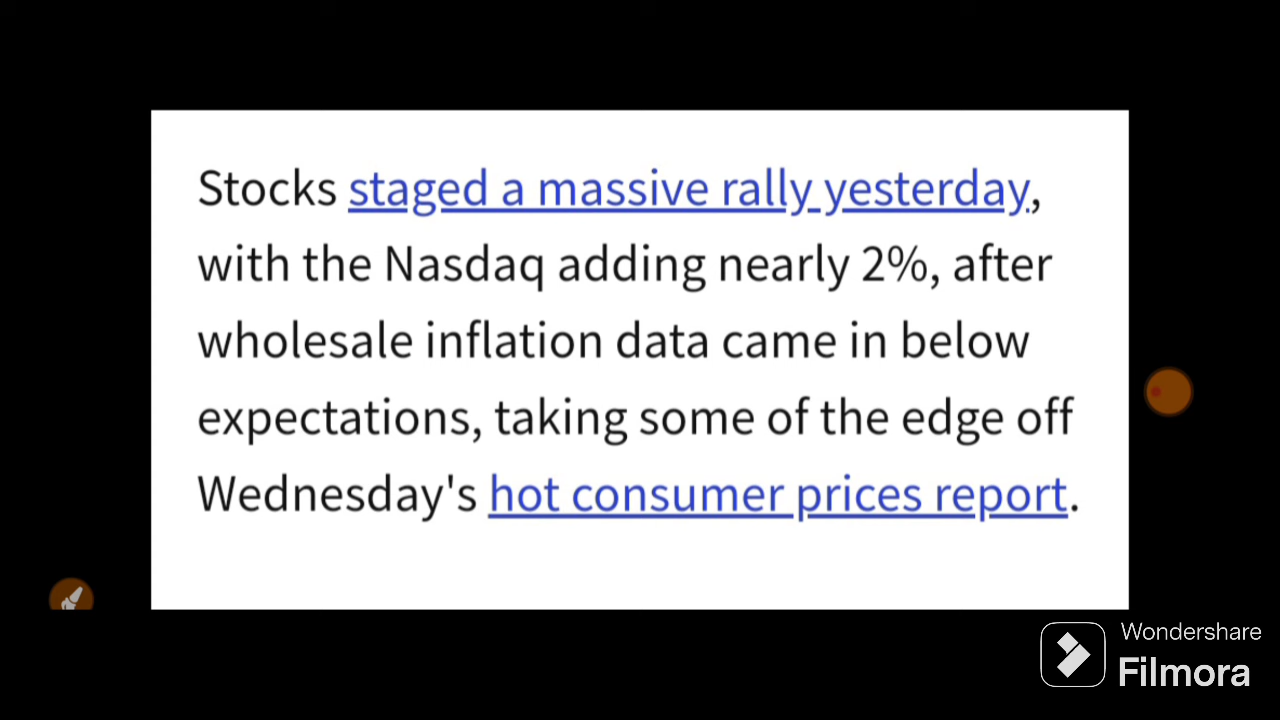 Stocks staged a massive rally yesterday,
with the Nasdaq adding nearly 2%, after
wholesale inflation data came in below
expectations, taking some of the edge off
Wednesday's hot consumer prices report.
Wondershare
Filmora